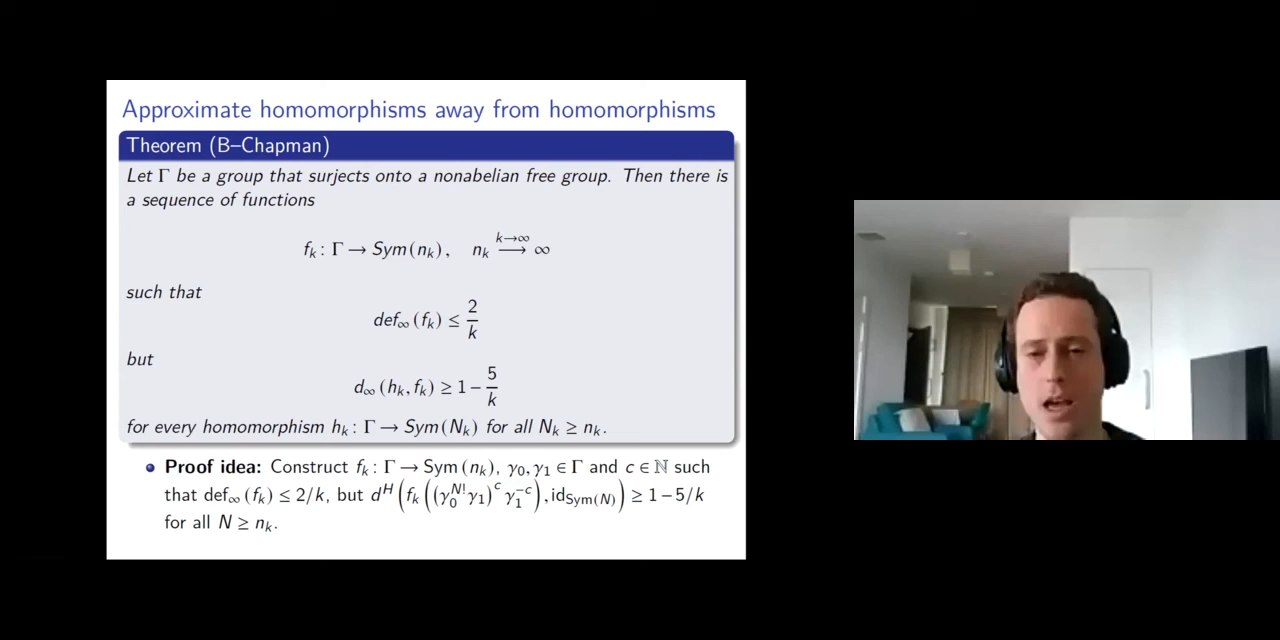 Approximate homomorphisms away from homomorphisms
Theorem (B–Chapman)
Let Γ be a group that surjects onto a nonabelian free group. Then there is
a sequence of functions
f_k : Γ → Sym(n_k), n_k \xrightarrow{k→∞} ∞
such that
def_∞(f_k) ≤ 2/k
but
d_∞(h_k, f_k) ≥ 1 − 5/k
for every homomorphism h_k : Γ → Sym(N_k) for all N_k ≥ n_k.
• Proof idea: Construct f_k : Γ → Sym(n_k), γ_0, γ_1 ∈ Γ and c ∈ ℕ such
that def_∞(f_k) ≤ 2/k, but d^H(f_k((γ_0^{N!} γ_1)^c γ_1^{−c}), id_{Sym(N)}) ≥ 1 − 5/k
for all N ≥ n_k.